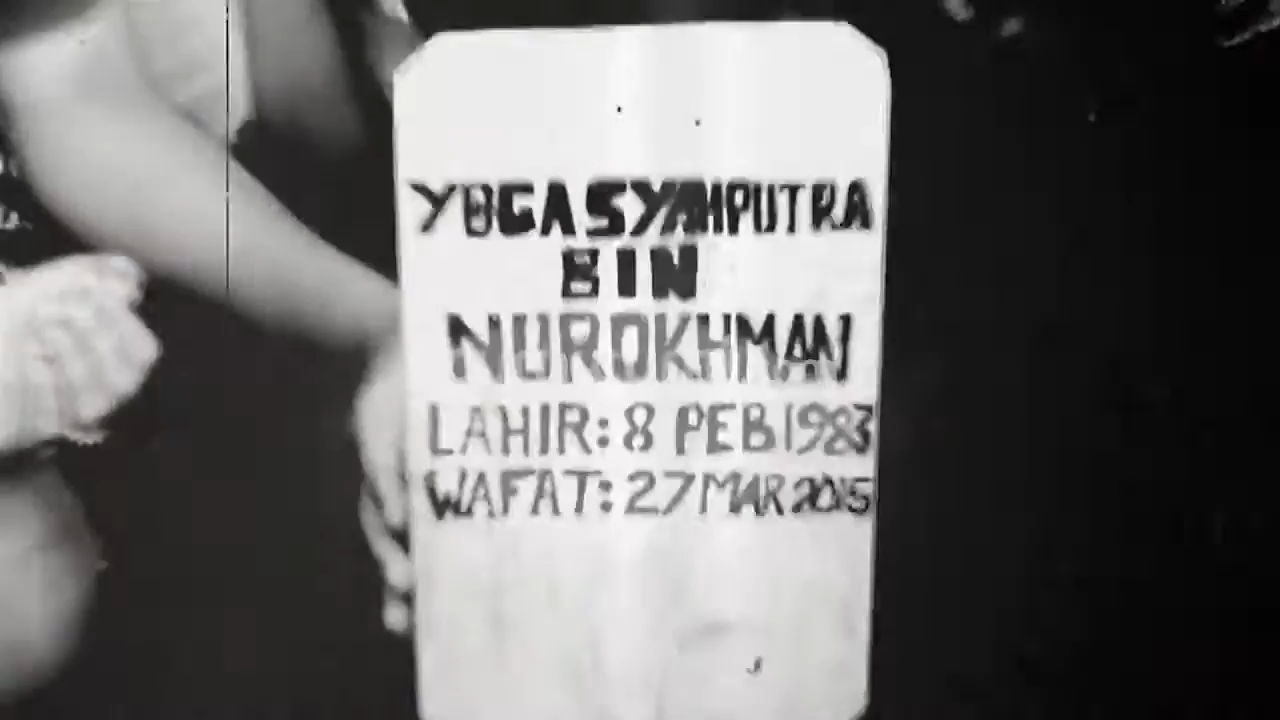 YOGASYAHPUTRA
BIN
NUROKHMAN
LAHIR: 8 PEB 1983
WAFAT: 27 MAR 2015